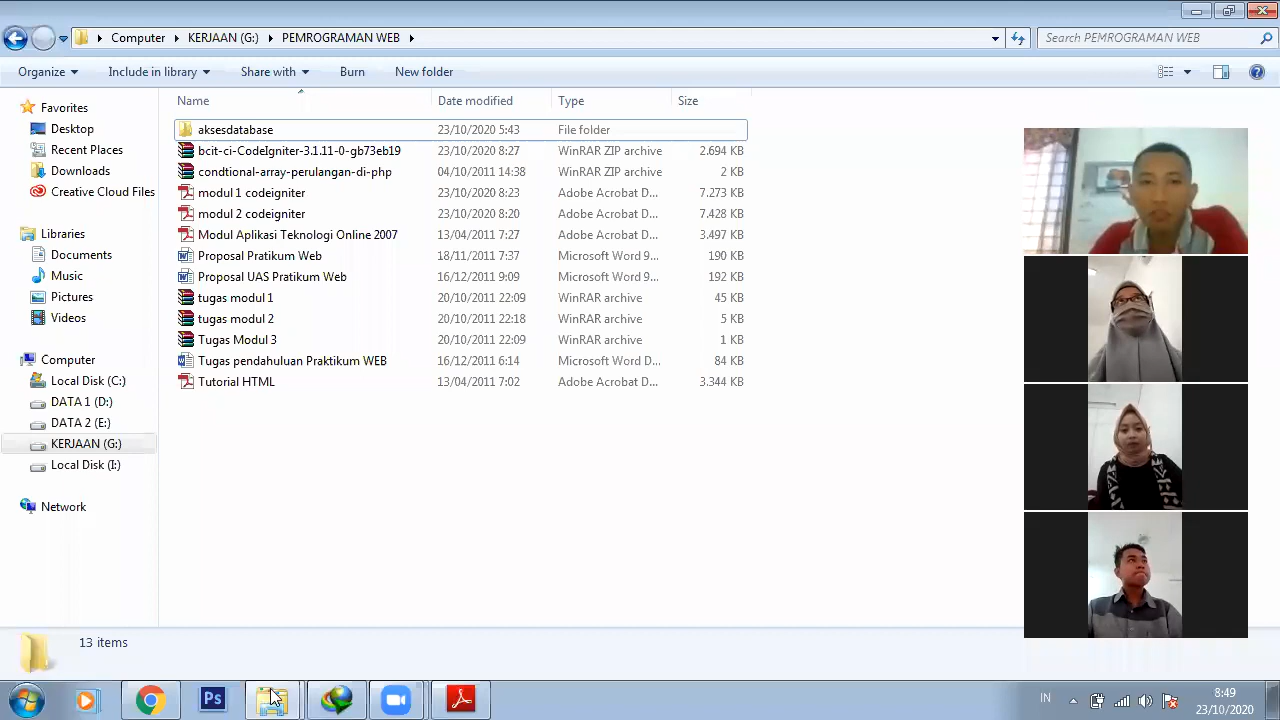 Computer KERJAAN (G:) PEMROGRAMAN WEB Search PEMROGRAMAN WEB
Organize Include in library Share with Burn New folder
Favorites
Desktop
Recent Places
Downloads
Creative Cloud Files
Libraries
Documents
Music
Pictures
Videos
Computer
Local Disk (C:)
DATA 1 (D:)
DATA 2 (E:)
KERJAAN (G:)
Local Disk (I:)
Network
Name Date modified Type Size
aksesdatabase 23/10/2020 5:43 File folder
bcit-ci-CodeIgniter-3.1.11-0-gb73eb19 23/10/2020 8:27 WinRAR ZIP archive 2.694 KB
condtional-array-perulangan-di-php 04/10/2011 14:38 WinRAR ZIP archive 2 KB
modul 1 codeigniter 23/10/2020 8:23 Adobe Acrobat D... 7.273 KB
modul 2 codeigniter 23/10/2020 8:20 Adobe Acrobat D... 7.428 KB
Modul Aplikasi Teknologi Online 2007 13/04/2011 7:27 Adobe Acrobat D... 3.497 KB
Proposal Pratikum Web 18/11/2011 7:37 Microsoft Word 9... 190 KB
Proposal UAS Pratikum Web 16/12/2011 9:09 Microsoft Word 9... 192 KB
tugas modul 1 20/10/2011 22:09 WinRAR archive 45 KB
tugas modul 2 20/10/2011 22:18 WinRAR archive 5 KB
Tugas Modul 3 20/10/2011 22:09 WinRAR archive 1 KB
Tugas pendahuluan Praktikum WEB 16/12/2011 6:14 Microsoft Word D... 84 KB
Tutorial HTML 13/04/2011 7:02 Adobe Acrobat D... 3.344 KB
13 items
Ps
IN
8:49
23/10/2020